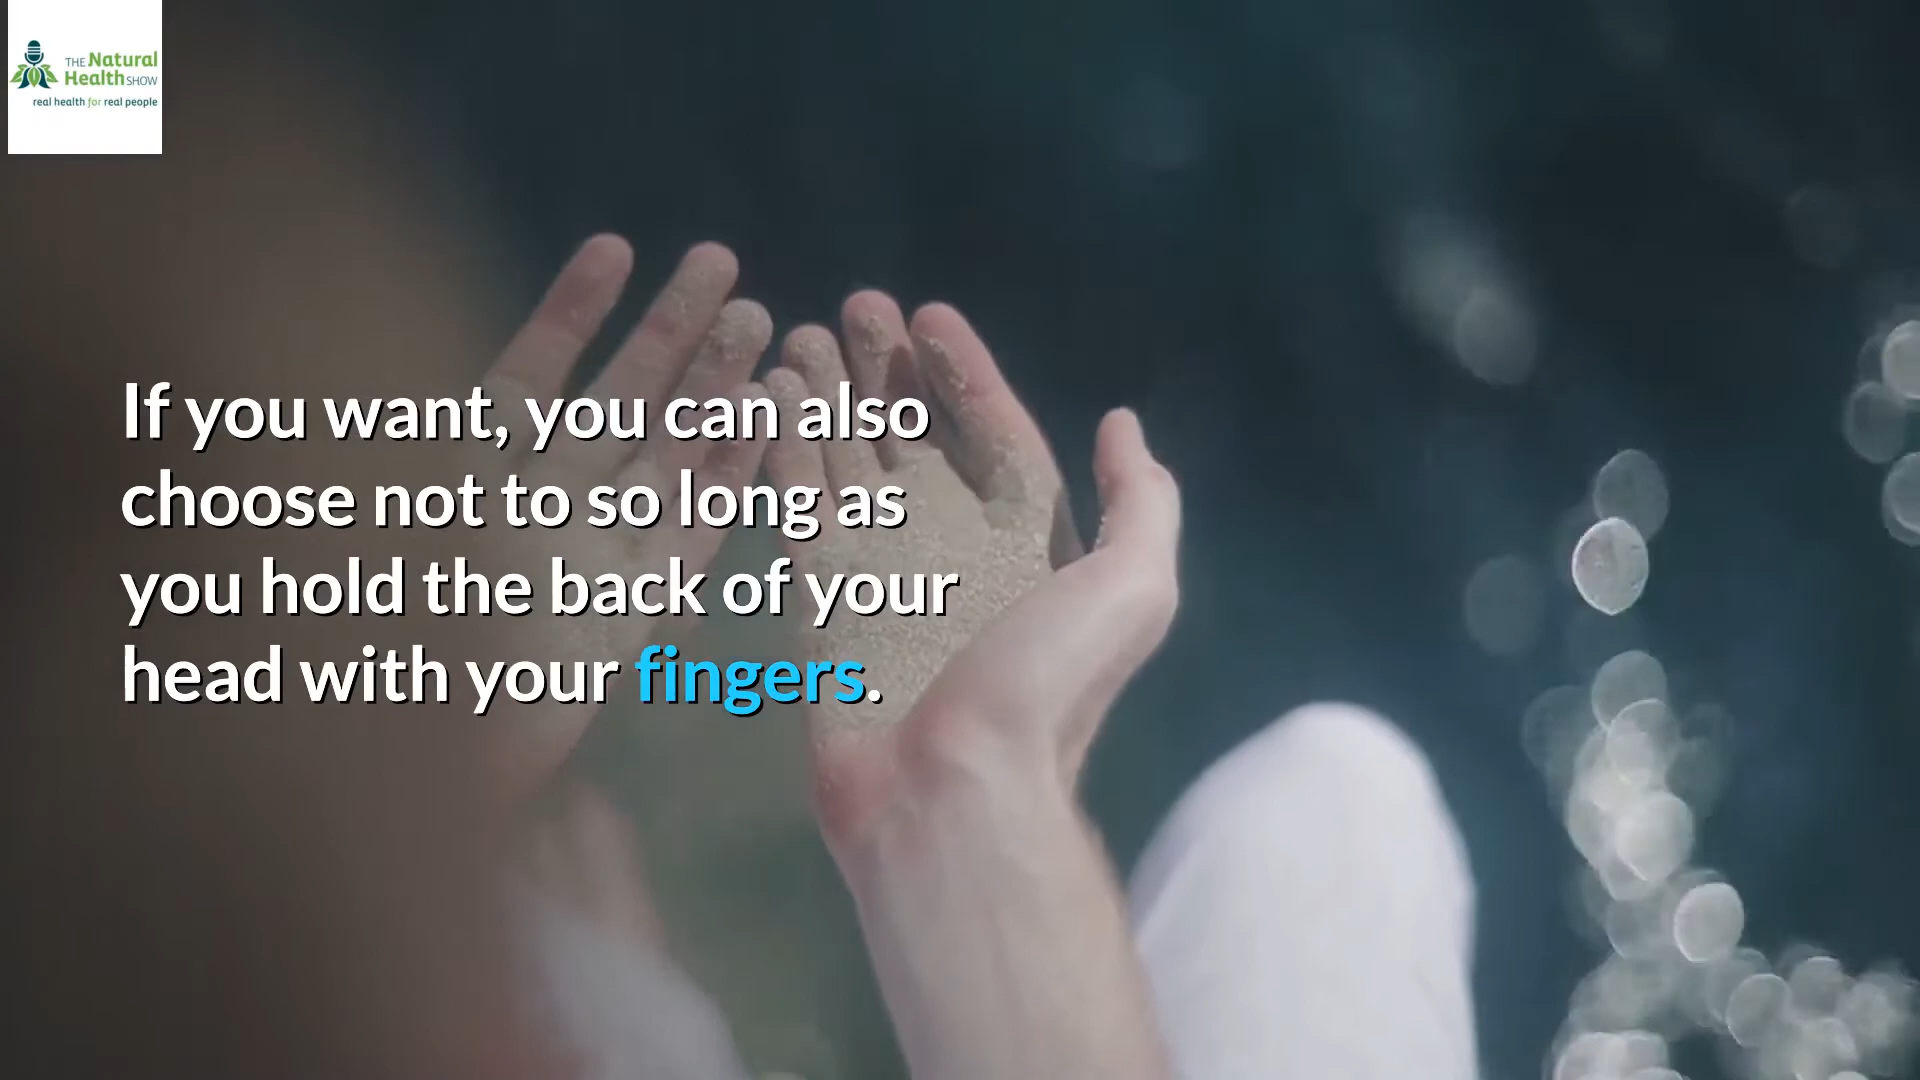 THE Natural
Health SHOW
real health for real people
If you want, you can also
choose not to so long as
you hold the back of your
head with your fingers.